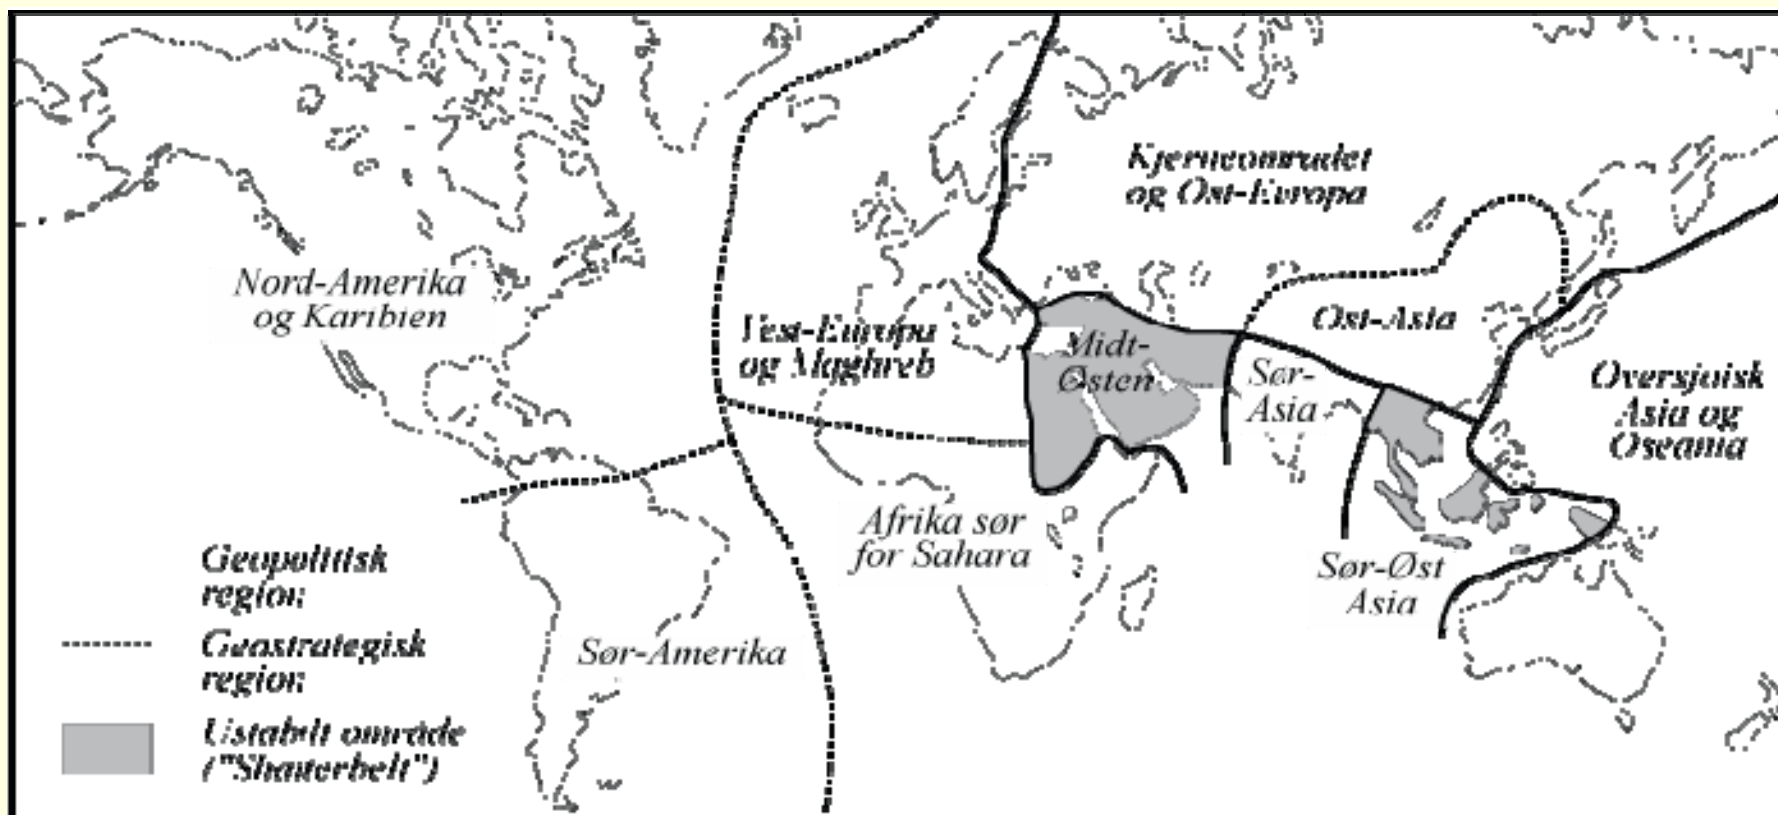 Kjerneområdet
og Øst-Europa
Nord-Amerika
og Karibien
Vest-Europa
og Maghreb
Midt-
Østen
Øst-Asia
Sør-
Asia
Oversjøisk
Asia og
Oseania
Afrika sør
for Sahara
Sør-Øst
Asia
Sør-Amerika
Geopolitisk
region
Geostrategisk
region
Ustabilt område
("Shatterbelt")